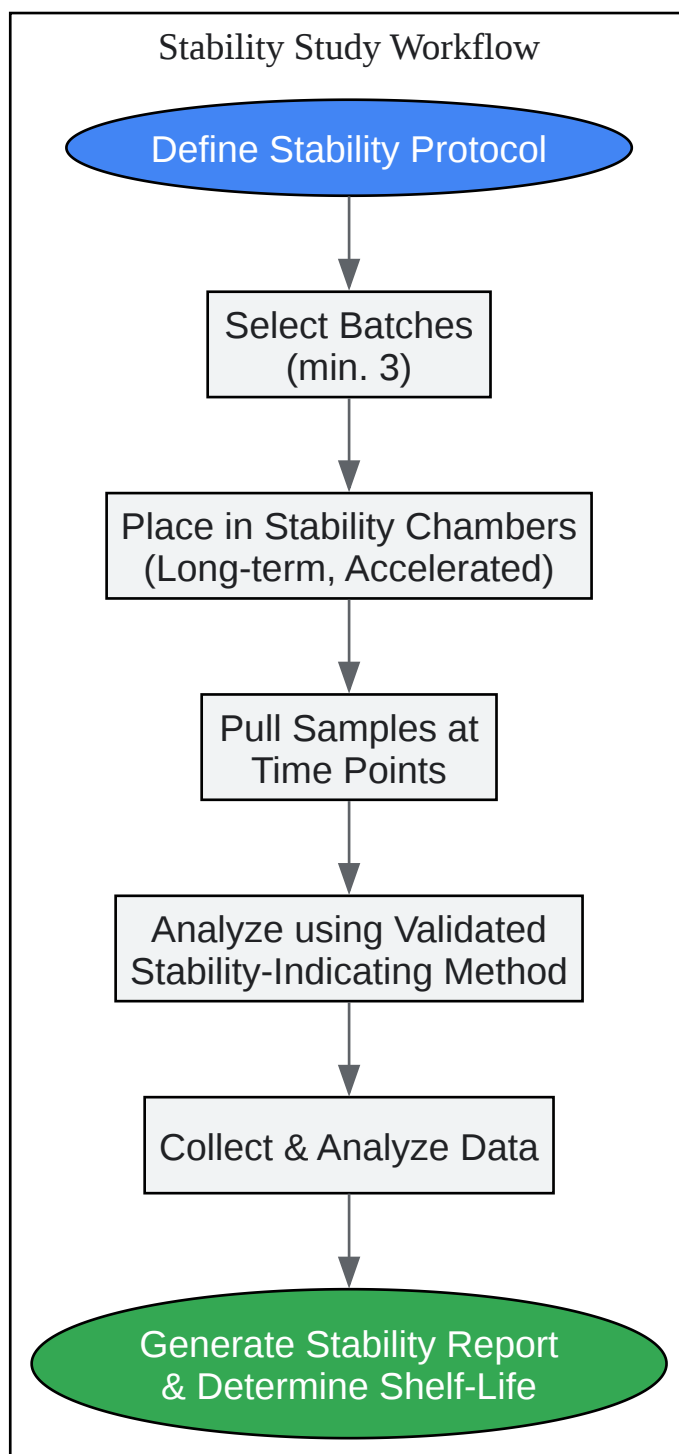 Stability Study Workflow
Define Stability Protocol
Select Batches
(min. 3)
Place in Stability Chambers
(Long-term, Accelerated)
Pull Samples at
Time Points
Analyze using Validated
Stability-Indicating Method
Collect & Analyze Data
Generate Stability Report
& Determine Shelf-Life